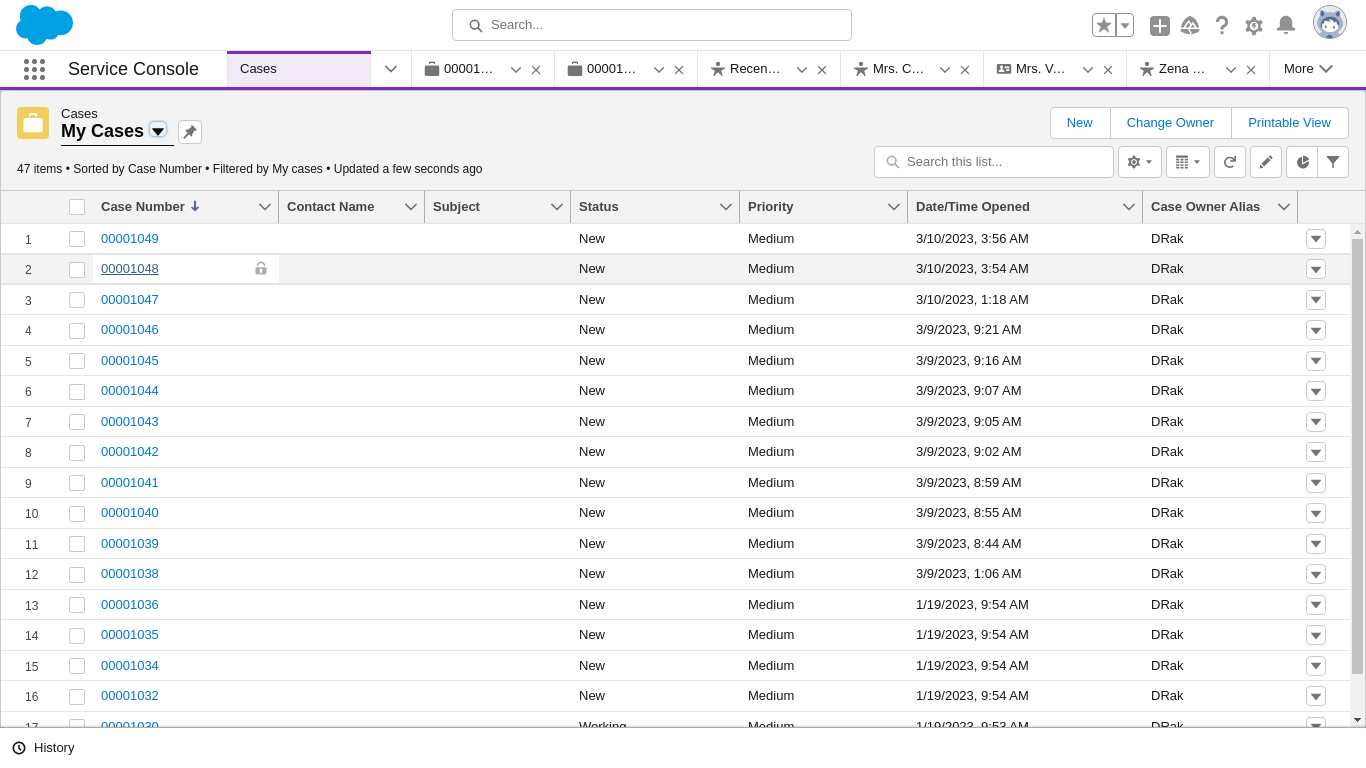 Search...
Service Console
Cases
00001…
00001…
Recen…
Mrs. C…
Mrs. V…
Zena …
More
Cases
My Cases
New Change Owner Printable View
47 items • Sorted by Case Number • Filtered by My cases • Updated a few seconds ago
Search this list...
Case Number Contact Name Subject Status Priority Date/Time Opened Case Owner Alias
1 00001049 New Medium 3/10/2023, 3:56 AM DRak
2 00001048 New Medium 3/10/2023, 3:54 AM DRak
3 00001047 New Medium 3/10/2023, 1:18 AM DRak
4 00001046 New Medium 3/9/2023, 9:21 AM DRak
5 00001045 New Medium 3/9/2023, 9:16 AM DRak
6 00001044 New Medium 3/9/2023, 9:07 AM DRak
7 00001043 New Medium 3/9/2023, 9:05 AM DRak
8 00001042 New Medium 3/9/2023, 9:02 AM DRak
9 00001041 New Medium 3/9/2023, 8:59 AM DRak
10 00001040 New Medium 3/9/2023, 8:55 AM DRak
11 00001039 New Medium 3/9/2023, 8:44 AM DRak
12 00001038 New Medium 3/9/2023, 1:06 AM DRak
13 00001036 New Medium 1/19/2023, 9:54 AM DRak
14 00001035 New Medium 1/19/2023, 9:54 AM DRak
15 00001034 New Medium 1/19/2023, 9:54 AM DRak
16 00001032 New Medium 1/19/2023, 9:54 AM DRak
17 00001030 Working Medium 1/19/2023, 9:53 AM DRak
History